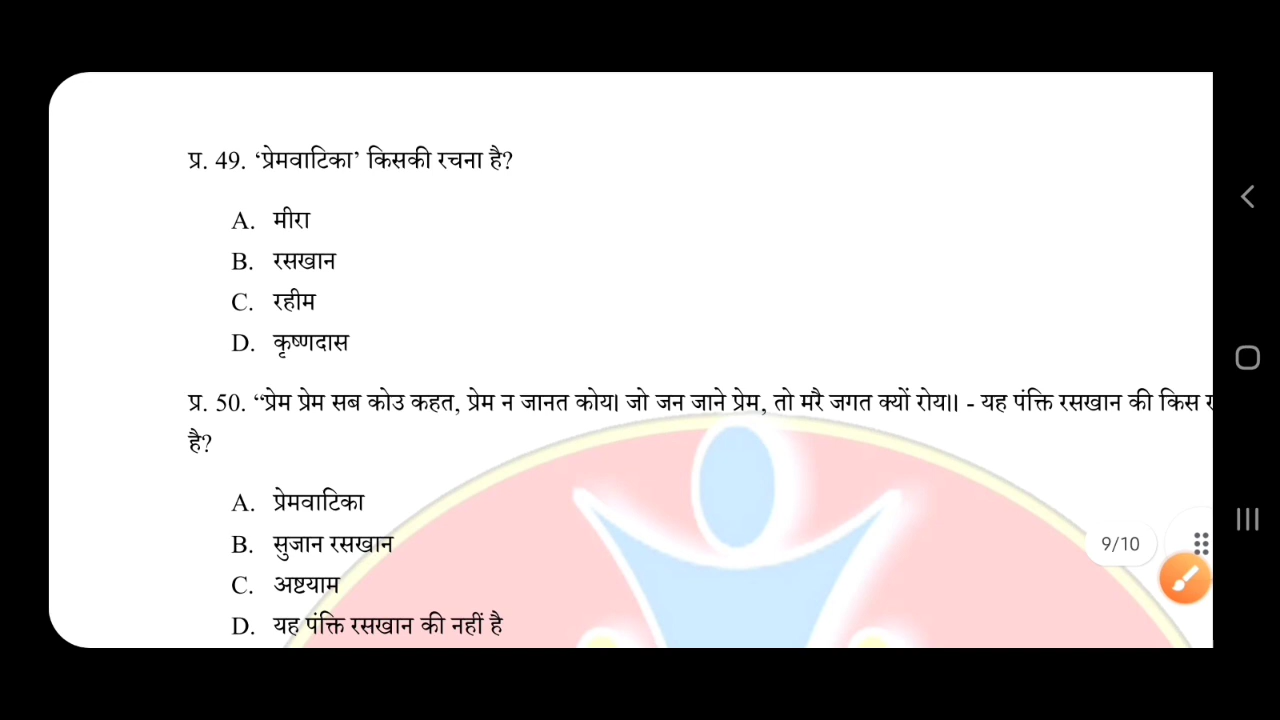 प्र. 49. ‘प्रेमवाटिका’ किसकी रचना है?
A. मीरा
B. रसखान
C. रहीम
D. कृष्णदास
प्र. 50. “प्रेम प्रेम सब कोउ कहत, प्रेम न जानत कोय। जो जन जाने प्रेम, तो मरै जगत क्यों रोय।। - यह पंक्ति रसखान की किस
है?
A. प्रेमवाटिका
B. सुजान रसखान
C. अष्टयाम
D. यह पंक्ति रसखान की नहीं है
9/10